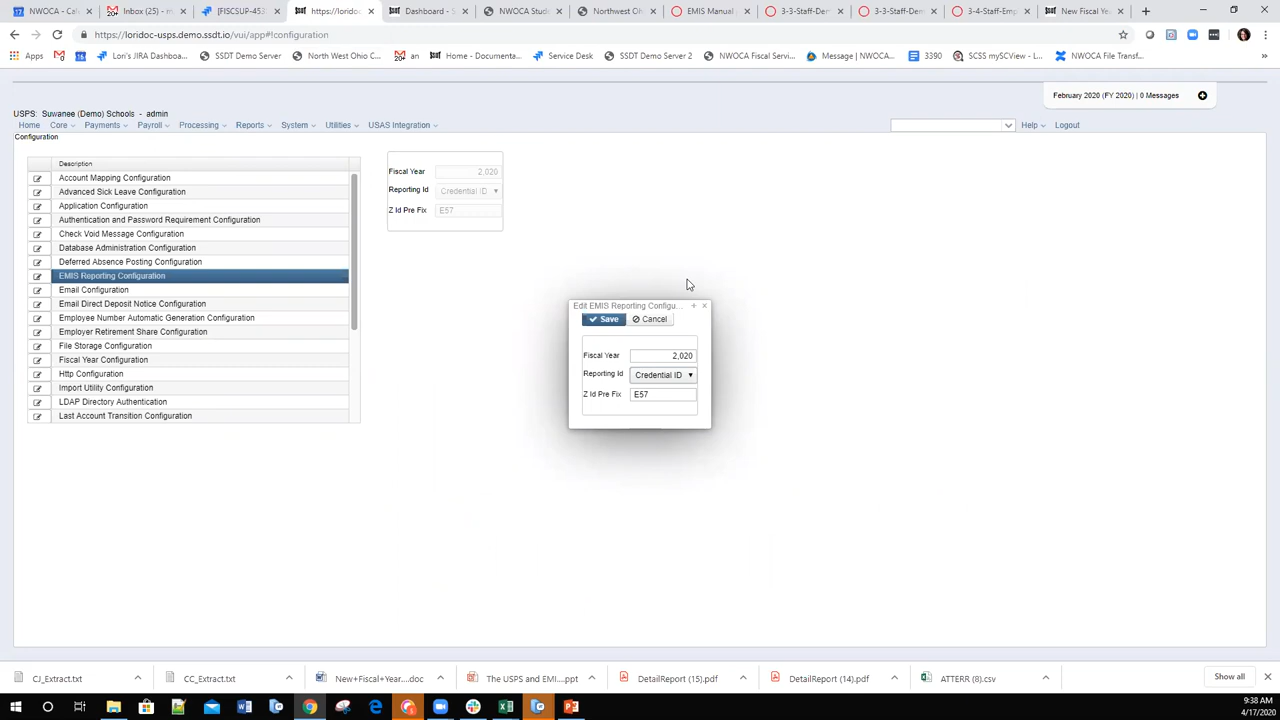 NWOCA - Cal
Inbox (25) - m
[FISCSUP-453
https://loridoc
Dashboard - S
NWOCA Stude
Northwest Ohi
EMIS Manual
3-3-Staff-Dem
3-3-Staff-Dem
3-4-Staff-Emp
New Fiscal Ye
https://loridoc-usps.demo.ssdt.io/vui/app#!configuration
Apps
an
Lori's JIRA Dashboa...
SSDT Demo Server
North West Ohio C...
an
Home - Documenta...
Service Desk
SSDT Demo Server 2
NWOCA Fiscal Servi...
Message | NWOCA...
3390
SCSS mySCView - L...
NWOCA File Transf...
February 2020 (FY 2020) | 0 Messages
USPS: Suwanee (Demo) Schools - admin
Home Core Payments Payroll Processing Reports System Utilities USAS Integration Help Logout
Configuration
Description
Account Mapping Configuration
Advanced Sick Leave Configuration
Application Configuration
Authentication and Password Requirement Configuration
Check Void Message Configuration
Database Administration Configuration
Deferred Absence Posting Configuration
EMIS Reporting Configuration
Email Configuration
Email Direct Deposit Notice Configuration
Employee Number Automatic Generation Configuration
Employer Retirement Share Configuration
File Storage Configuration
Fiscal Year Configuration
Http Configuration
Import Utility Configuration
LDAP Directory Authentication
Last Account Transition Configuration
Fiscal Year 2,020
Reporting Id Credential ID
Z Id Pre Fix E57
Edit EMIS Reporting Configu...
Save Cancel
Fiscal Year 2,020
Reporting Id Credential ID
Z Id Pre Fix E57
CJ_Extract.txt
CC_Extract.txt
New+Fiscal+Year....doc
The USPS and EMI....ppt
DetailReport (15).pdf
DetailReport (14).pdf
ATTERR (8).csv
Show all
9:38 AM
4/17/2020